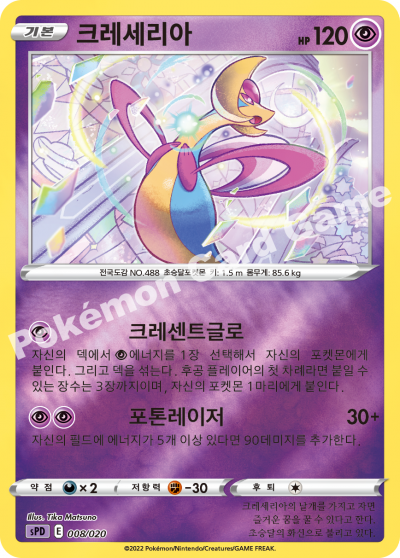 기본 크레세리아 HP 120
전국도감 NO.488 초승달포켓몬 키: 1.5 m 몸무게: 85.6 kg
크레센트글로
자신의 덱에서 에너지를 1장 선택해서 자신의 포켓몬에게
붙인다. 그리고 덱을 섞는다. 후공 플레이어의 첫 차례라면 붙일 수
있는 장수는 3장까지이며, 자신의 포켓몬 1마리에게 붙인다.
포톤레이저 30+
자신의 필드에 에너지가 5개 이상 있다면 90데미지를 추가한다.
약점 ×2 저항력 -30 후퇴
Illus. Tika Matsuno
sPD E 008/020
크레세리아의 날개를 가지고 자면
즐거운 꿈을 꿀 수 있다고 한다.
초승달의 화신으로 불리고 있다.
©2022 Pokémon/Nintendo/Creatures/GAME FREAK.
Pokémon Card Game